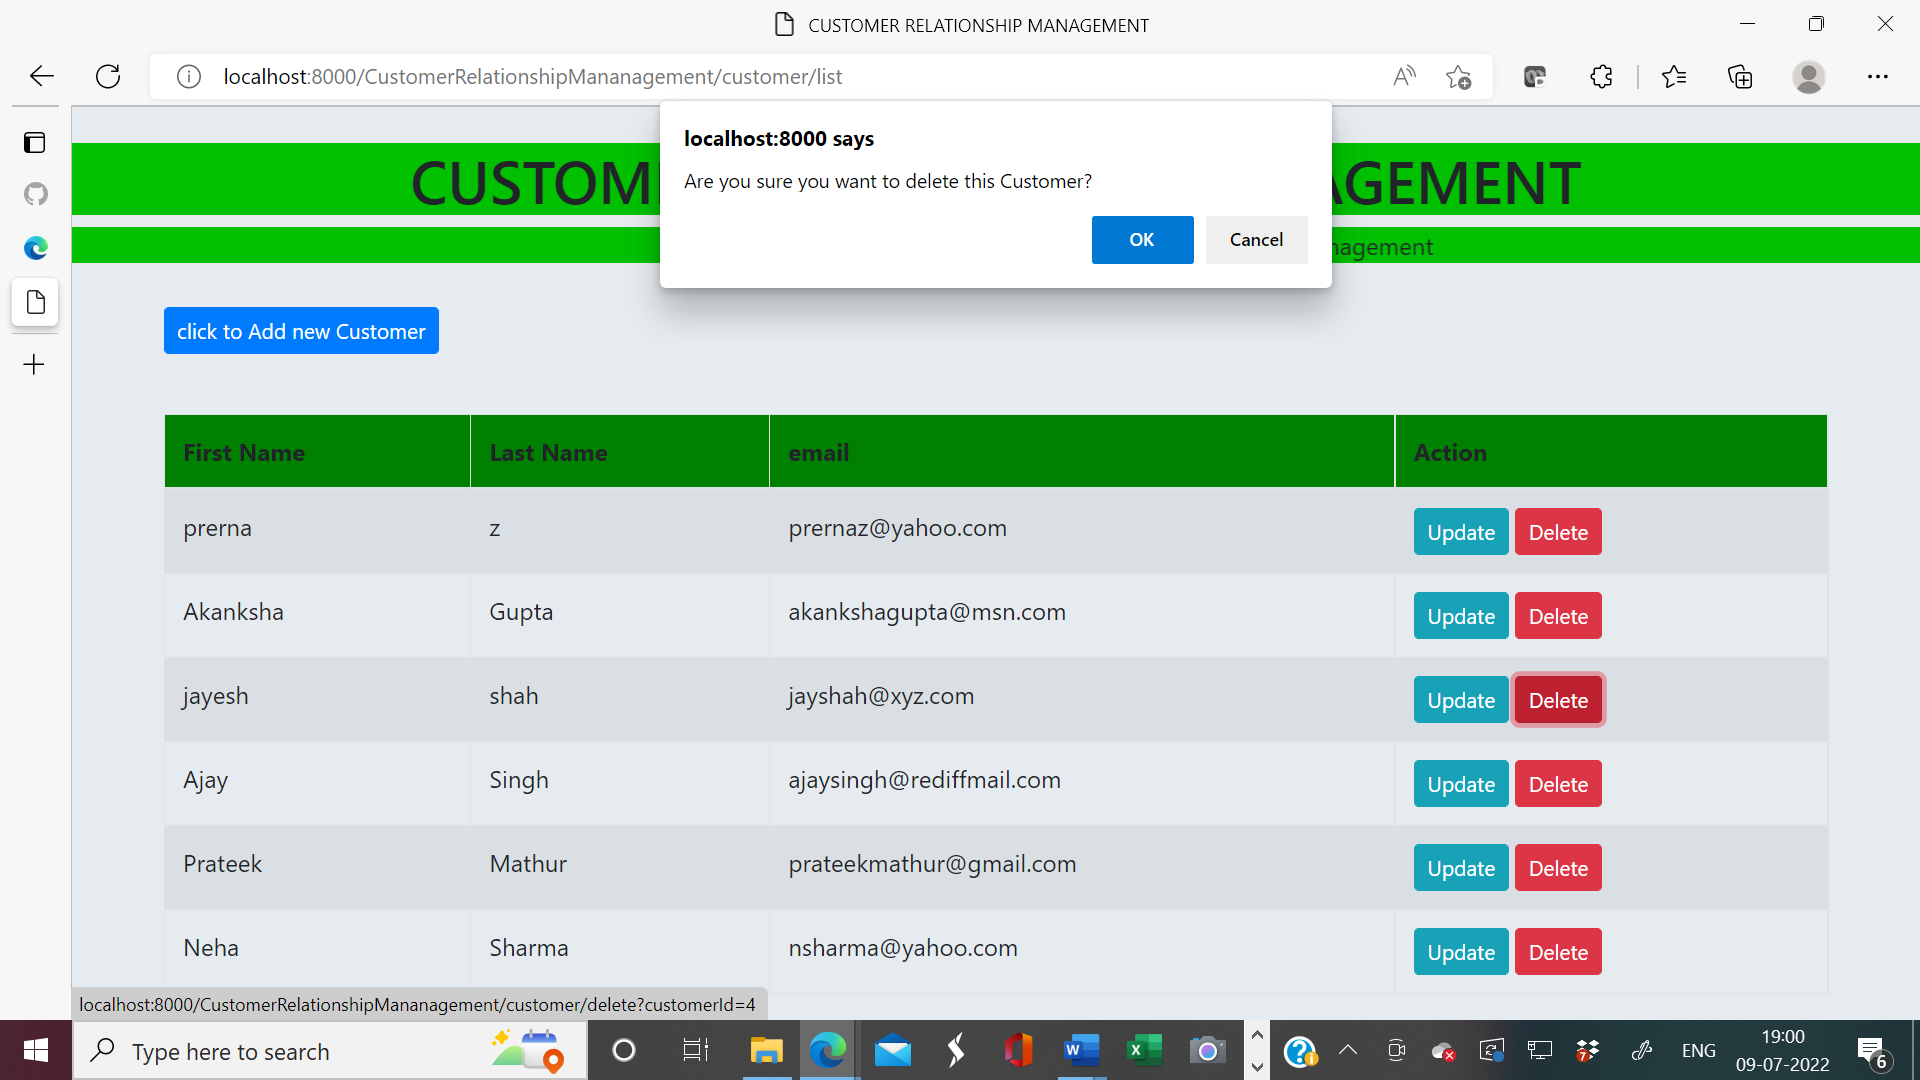 CUSTOMER RELATIONSHIP MANAGEMENT
localhost:8000/CustomerRelationshipMananagement/customer/list
localhost:8000 says
Are you sure you want to delete this Customer?
OK Cancel
CUSTOM AGEMENT
nagement
click to Add new Customer
First Name Last Name email Action
prerna z prernaz@yahoo.com Update Delete
Akanksha Gupta akankshagupta@msn.com Update Delete
jayesh shah jayshah@xyz.com Update Delete
Ajay Singh ajaysingh@rediffmail.com Update Delete
Prateek Mathur prateekmathur@gmail.com Update Delete
Neha Sharma nsharma@yahoo.com Update Delete
localhost:8000/CustomerRelationshipMananagement/customer/delete?customerId=4
Type here to search
ENG
19:00
09-07-2022
6